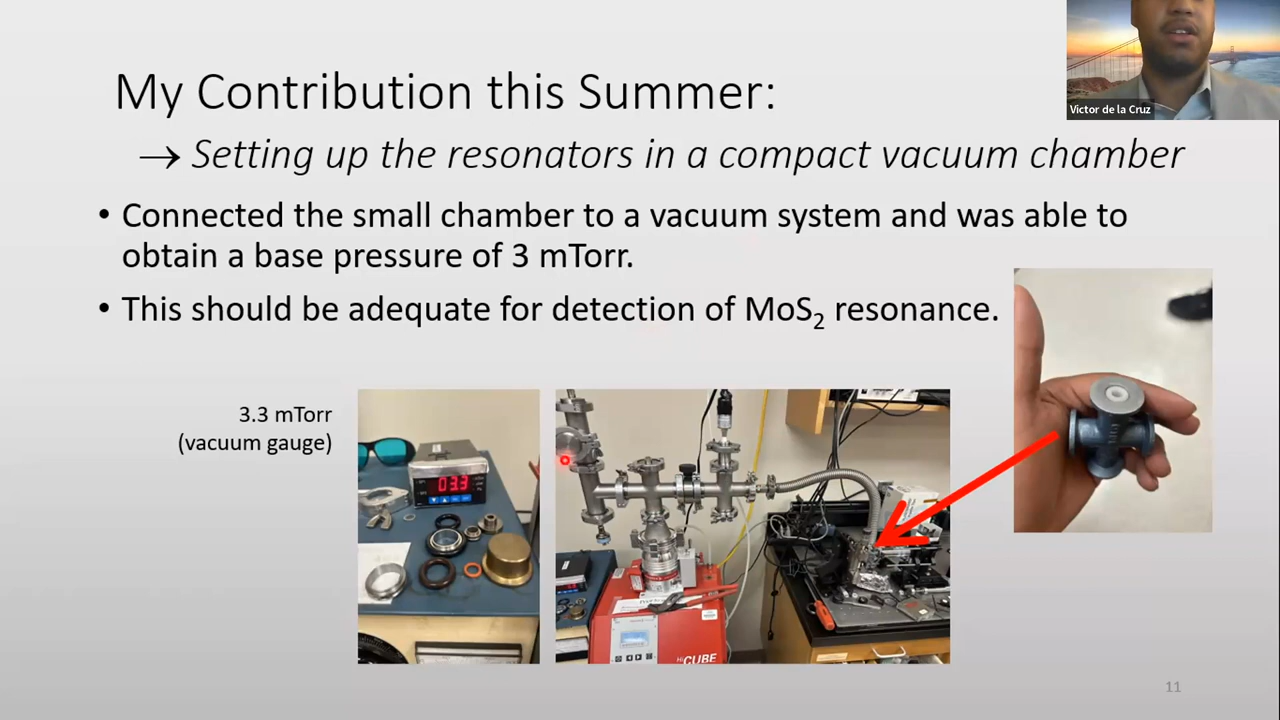 My Contribution this Summer:
Victor de la Cruz
→ Setting up the resonators in a compact vacuum chamber
• Connected the small chamber to a vacuum system and was able to
obtain a base pressure of 3 mTorr.
• This should be adequate for detection of MoS₂ resonance.
3.3 mTorr
(vacuum gauge)
03.3
HiCUBE
11